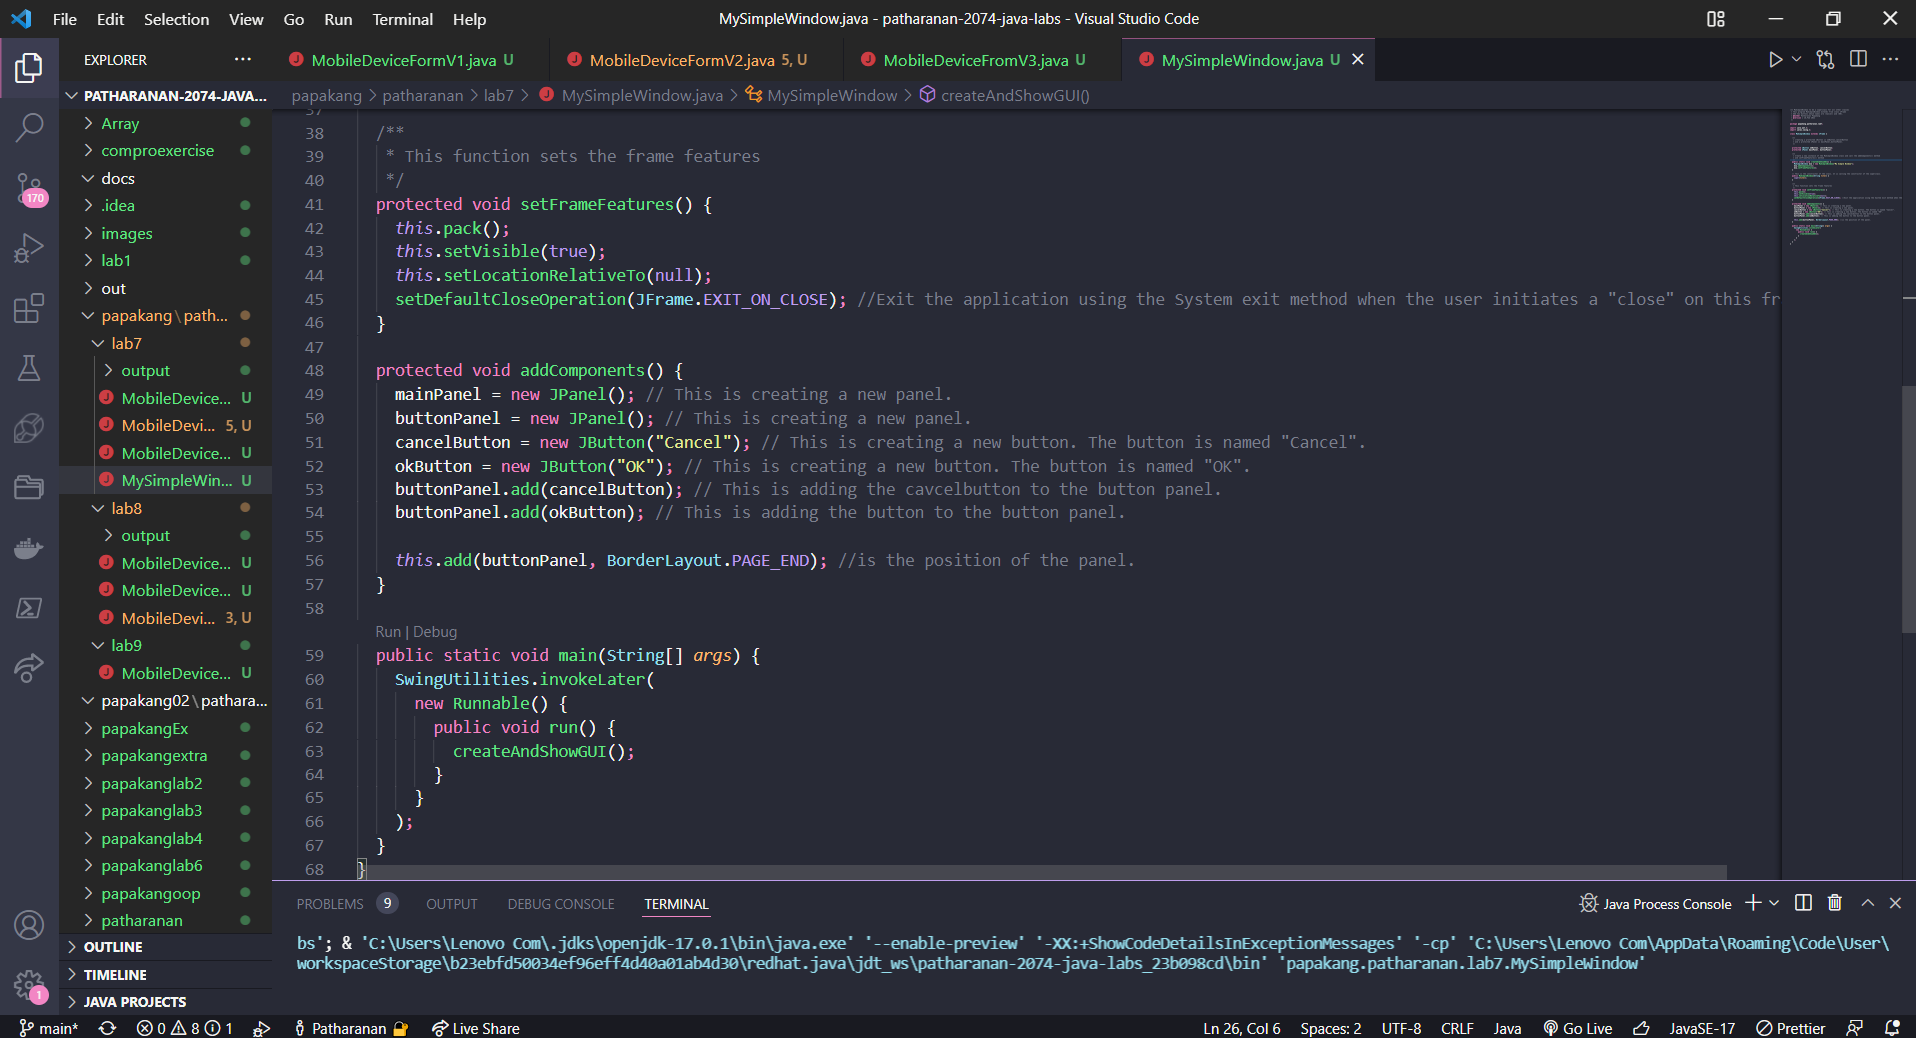 File Edit Selection View Go Run Terminal Help
MySimpleWindow.java - patharanan-2074-java-labs - Visual Studio Code
EXPLORER
MobileDeviceFormV1.java U
MobileDeviceFormV2.java 5, U
MobileDeviceFromV3.java U
MySimpleWindow.java U
PATHARANAN-2074-JAVA...
papakang > patharanan > lab7 > MySimpleWindow.java > MySimpleWindow > createAndShowGUI()
Array
comproexercise
docs
.idea
images
lab1
out
papakang\path...
lab7
output
MobileDevice... U
MobileDevi... 5, U
MobileDevice... U
MySimpleWin... U
lab8
output
MobileDevice... U
MobileDevice... U
MobileDevi... 3, U
lab9
MobileDevice... U
papakang02\pathara...
papakangEx
papakangextra
papakanglab2
papakanglab3
papakanglab4
papakanglab6
papakangoop
patharanan
OUTLINE
TIMELINE
JAVA PROJECTS
170
1
37
38 /**
39 * This function sets the frame features
40 */
41 protected void setFrameFeatures() {
42 this.pack();
43 this.setVisible(true);
44 this.setLocationRelativeTo(null);
45 setDefaultCloseOperation(JFrame.EXIT_ON_CLOSE); //Exit the application using the System exit method when the user initiates a "close" on this fr
46 }
47
48 protected void addComponents() {
49 mainPanel = new JPanel(); // This is creating a new panel.
50 buttonPanel = new JPanel(); // This is creating a new panel.
51 cancelButton = new JButton("Cancel"); // This is creating a new button. The button is named "Cancel".
52 okButton = new JButton("OK"); // This is creating a new button. The button is named "OK".
53 buttonPanel.add(cancelButton); // This is adding the cavcelbutton to the button panel.
54 buttonPanel.add(okButton); // This is adding the button to the button panel.
55
56 this.add(buttonPanel, BorderLayout.PAGE_END); //is the position of the panel.
57 }
58
Run | Debug
59 public static void main(String[] args) {
60 SwingUtilities.invokeLater(
61 new Runnable() {
62 public void run() {
63 createAndShowGUI();
64 }
65 }
66 );
67 }
68 }
PROBLEMS 9 OUTPUT DEBUG CONSOLE TERMINAL
Java Process Console
bs'; & 'C:\Users\Lenovo Com\.jdks\openjdk-17.0.1\bin\java.exe' '--enable-preview' '-XX:+ShowCodeDetailsInExceptionMessages' '-cp' 'C:\Users\Lenovo Com\AppData\Roaming\Code\User\
workspaceStorage\b23ebfd50034ef96eff4d40a01ab4d30\redhat.java\jdt_ws\patharanan-2074-java-labs_23b098cd\bin' 'papakang.patharanan.lab7.MySimpleWindow'
main* 0 8 1 Patharanan Live Share
Ln 26, Col 6 Spaces: 2 UTF-8 CRLF Java Go Live JavaSE-17 Prettier